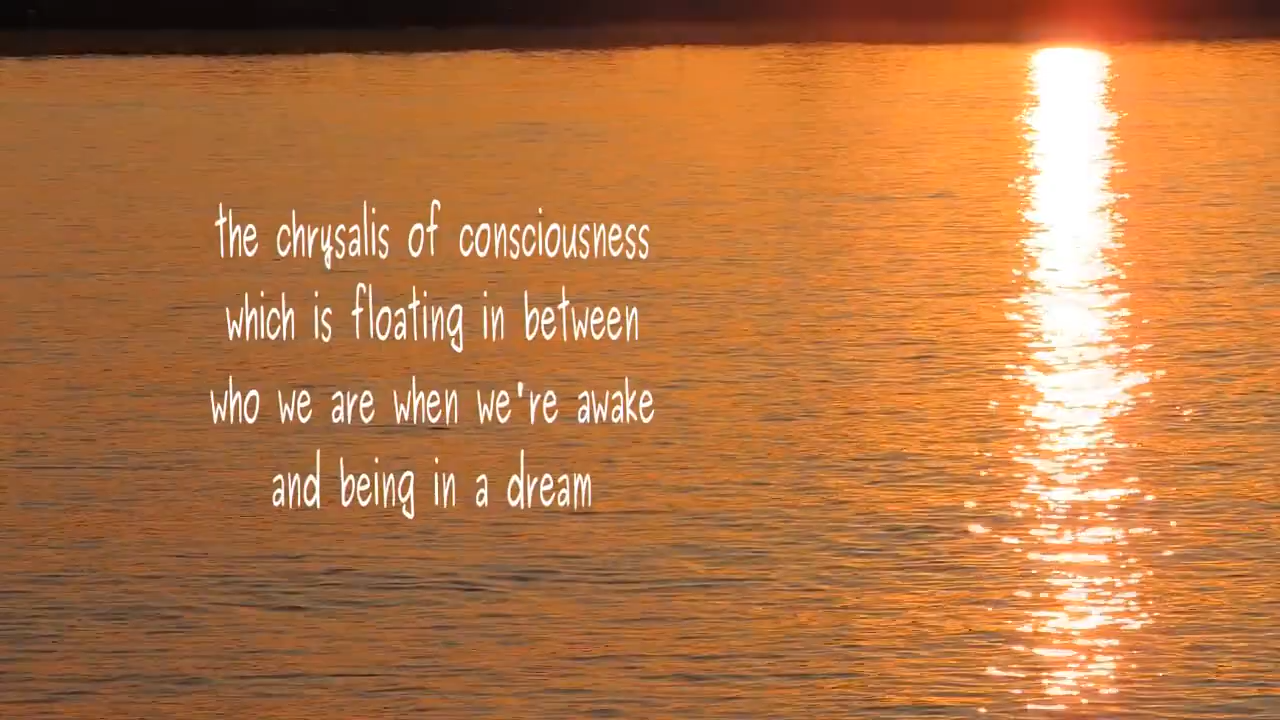 the chrysalis of consciousness
which is floating in between
who we are when we're awake
and being in a dream